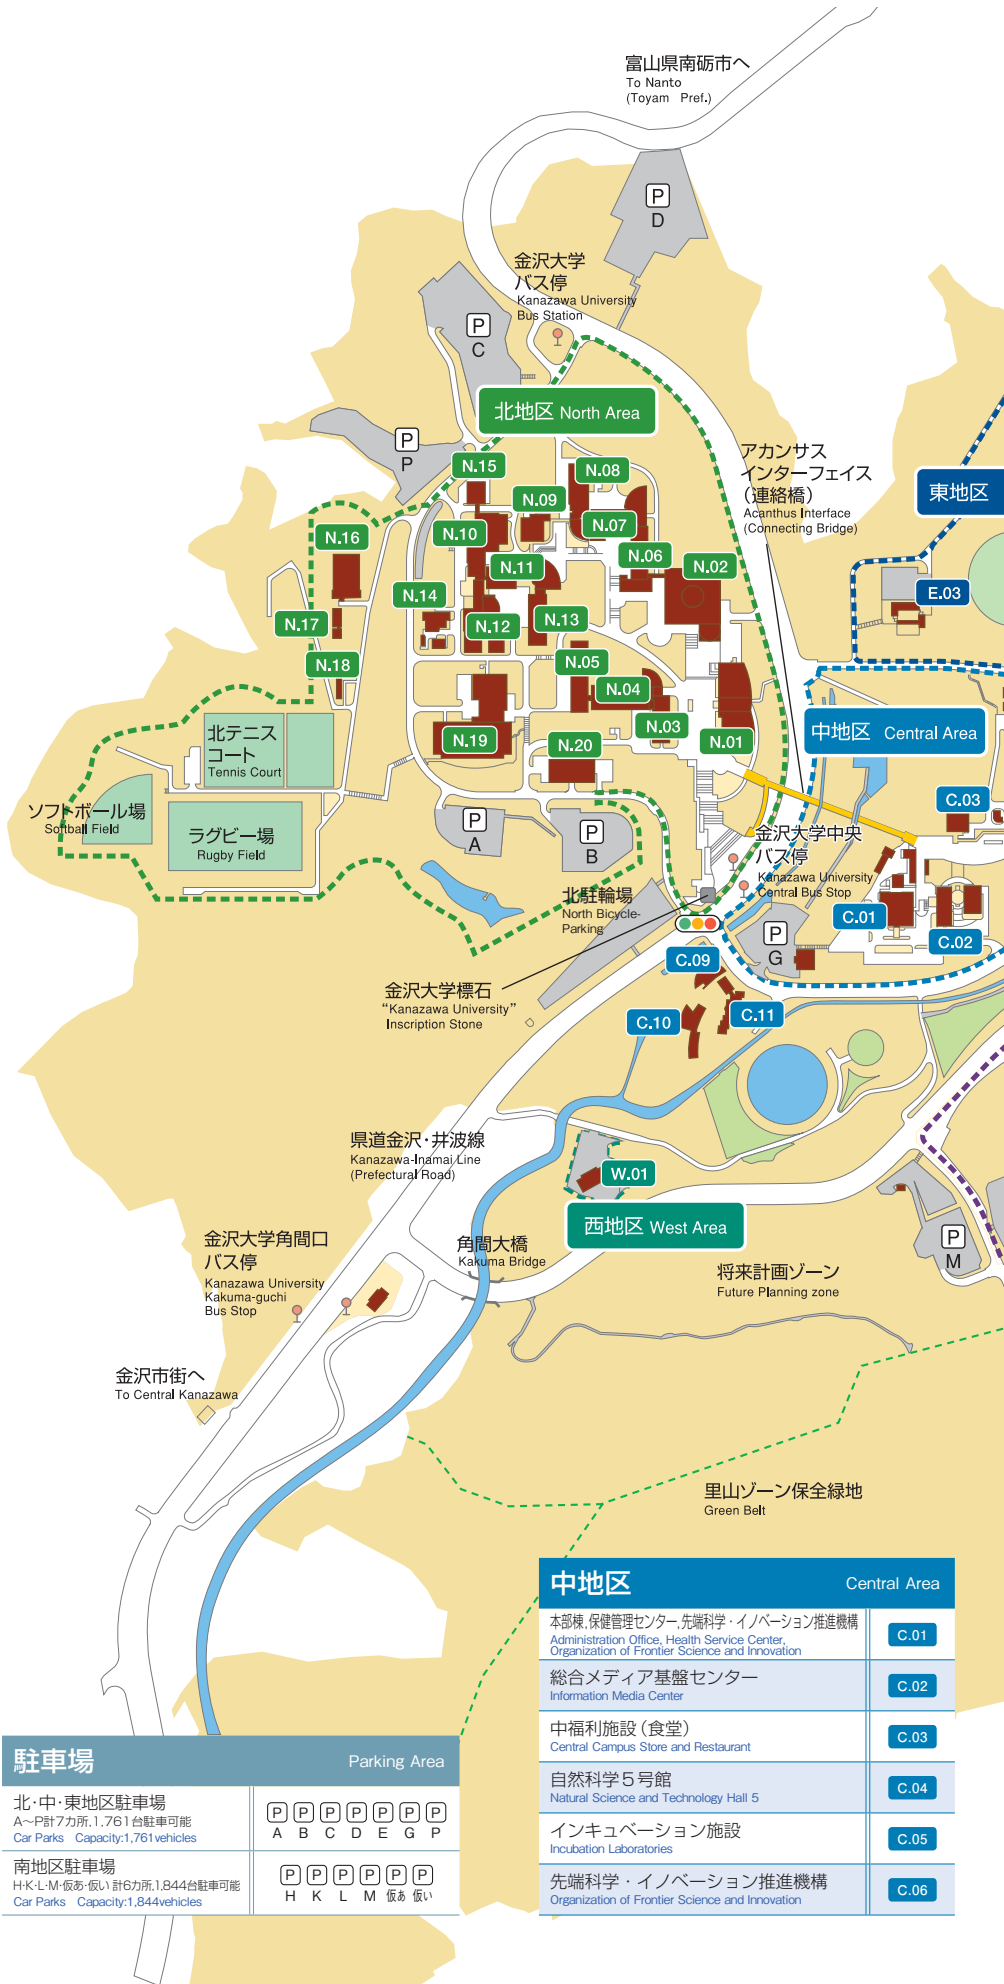 富山県南砺市へ
To Nanto
(Toyam Pref.)
P
D
金沢大学
バス停
Kanazawa University
Bus Station
P
C
北地区 North Area
P
P
アカンサス
インターフェイス
（連絡橋）
Acanthus Interface
(Connecting Bridge)
東地区
N.15
N.08
N.09
N.16
N.10
N.07
N.06
N.02
N.11
E.03
N.14
N.17
N.12
N.13
N.18
N.05
N.04
N.03
N.01
N.19
N.20
中地区 Central Area
北テニス
コート
Tennis Court
ソフトボール場
Softball Field
ラグビー場
Rugby Field
P
A
P
B
C.03
金沢大学中央
バス停
Kanazawa University
Central Bus Stop
北駐輪場
North Bicycle-
Parking
C.01
C.02
P
G
C.09
金沢大学標石
“Kanazawa University”
Inscription Stone
C.10
C.11
県道金沢・井波線
Kanazawa-Inamai Line
(Prefectural Road)
W.01
西地区 West Area
金沢大学角間口
バス停
Kanazawa University
Kakuma-guchi
Bus Stop
角間大橋
Kakuma Bridge
P
M
将来計画ゾーン
Future Planning zone
金沢市街へ
To Central Kanazawa
里山ゾーン保全緑地
Green Belt
中地区 Central Area
本部棟,保健管理センター,先端科学・イノベーション推進機構
Administration Office, Health Service Center,
Organization of Frontier Science and Innovation
C.01
総合メディア基盤センター
Information Media Center
C.02
中福利施設（食堂）
Central Campus Store and Restaurant
C.03
自然科学５号館
Natural Science and Technology Hall 5
C.04
インキュベーション施設
Incubation Laboratories
C.05
先端科学・イノベーション推進機構
Organization of Frontier Science and Innovation
C.06
駐車場 Parking Area
北・中・東地区駐車場
A〜P計7カ所,1.761台駐車可能
Car Parks Capacity:1,761vehicles
P P P P P P P
A B C D E G P
南地区駐車場
H・K・L・M・仮あ・仮い 計6カ所,1,844台駐車可能
Car Parks Capacity:1,844vehicles
P P P P P P
H K L M 仮あ 仮い